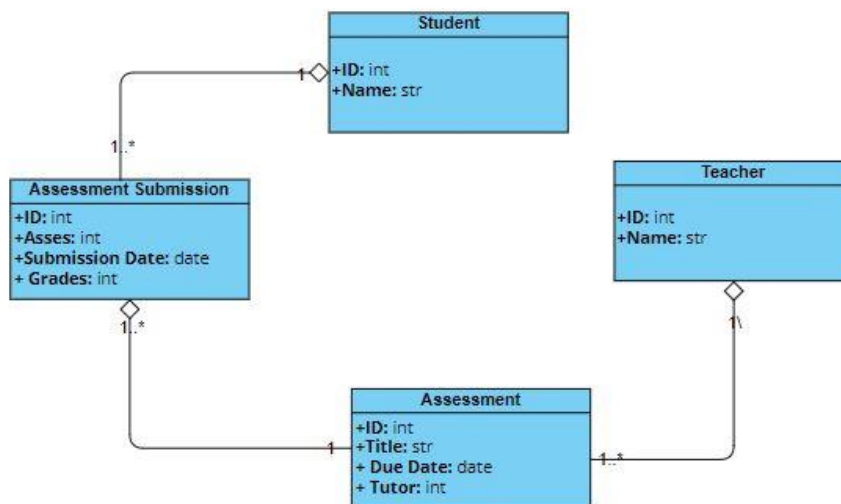 Student
+ID: int
+Name: str
1
1..*
Assessment Submission
+ID: int
+Asses: int
+Submission Date: date
+ Grades: int
Teacher
+ID: int
+Name: str
1..*
1\
Assessment
+ID: int
+Title: str
+ Due Date: date
+ Tutor: int
1
1..*